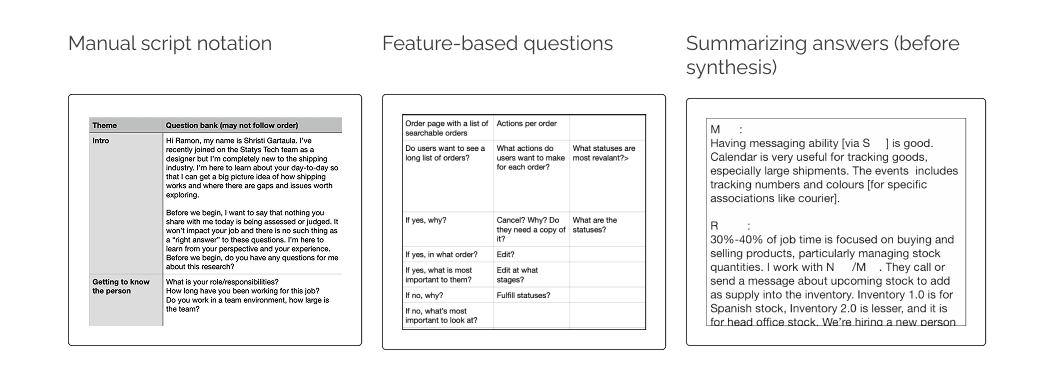 Manual script notation
Theme
Question bank (may not follow order)
Intro
Hi Ramon, my name is Shristi Gartaula. I've
recently joined on the Statys Tech team as a
designer but I'm completely new to the shipping
industry. I'm here to learn about your day-to-day so
that I can get a big picture idea of how shipping
works and where there are gaps and issues worth
exploring.
Before we begin, I want to say that nothing you
share with me today is being assessed or judged. It
won't impact your job and there is no such thing as
a "right answer" to these questions. I'm here to
learn from your perspective and your experience.
Before we begin, do you have any questions for me
about this research?
Getting to know
the person
What is your role/responsibilities?
How long have you been working for this job?
Do you work in a team environment, how large is
the team?
Feature-based questions
Order page with a list of
searchable orders
Actions per order
Do users want to see a
long list of orders?
What actions do
users want to make
for each order?
What statuses are
most revalant?>
If yes, why?
Cancel? Why? Do
they need a copy of
it?
What are the
statuses?
If yes, in what order?
Edit?
If yes, what is most
important to them?
Edit at what
stages?
If no, why?
Fulfill statuses?
If no, what's most
important to look at?
Summarizing answers (before
synthesis)
M :
Having messaging ability [via S ] is good.
Calendar is very useful for tracking goods,
especially large shipments. The events includes
tracking numbers and colours [for specific
associations like courier].
R :
30%-40% of job time is focused on buying and
selling products, particularly managing stock
quantities. I work with N /M . They call or
send a message about upcoming stock to add
as supply into the inventory. Inventory 1.0 is for
Spanish stock, Inventory 2.0 is lesser, and it is
for head office stock. We're hiring a new person